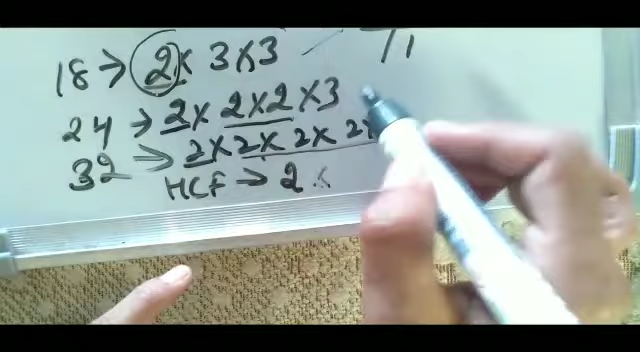 18 → 2 x 3 x 3
24 → 2 x 2 x 2 x 3
32 → 2 x 2 x 2 x 2
HCF → 2